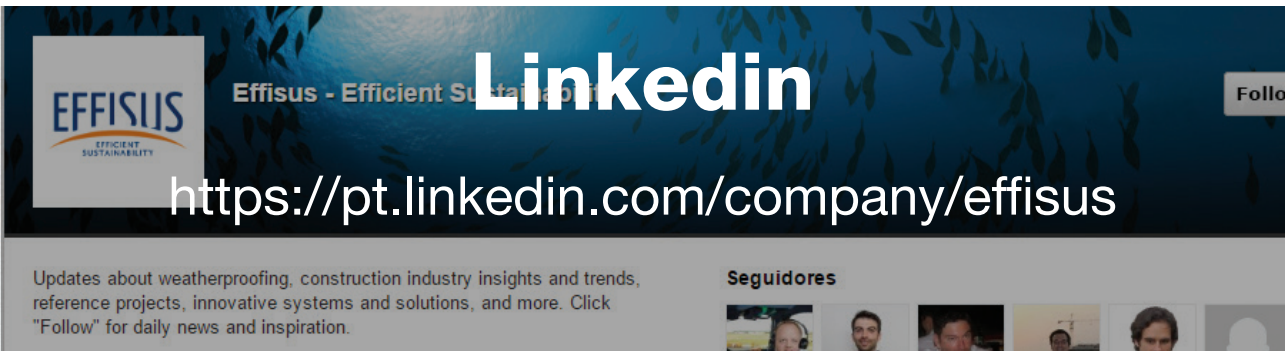 Linkedin
EFFISUS
EFFICIENT
SUSTAINABILITY
Effisus - Efficient Sustainability
Follo
https://pt.linkedin.com/company/effisus
Updates about weatherproofing, construction industry insights and trends,
reference projects, innovative systems and solutions, and more. Click
"Follow" for daily news and inspiration.
Seguidores